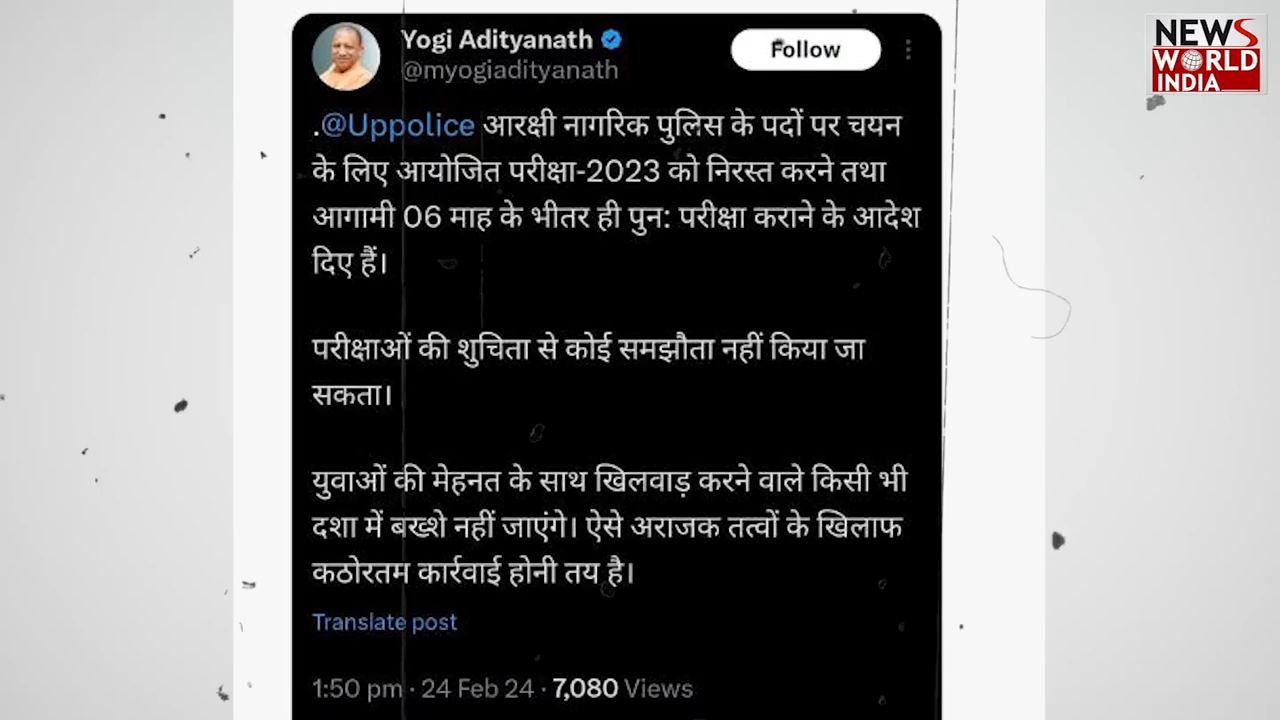 Yogi Adityanath
Follow
@myogiadityanath
NEWS
WORLD
INDIA
.@Uppolice आरक्षी नागरिक पुलिस के पदों पर चयन
के लिए आयोजित परीक्षा-2023 को निरस्त करने तथा
आगामी 06 माह के भीतर ही पुन: परीक्षा कराने के आदेश
दिए हैं।
परीक्षाओं की शुचिता से कोई समझौता नहीं किया जा
सकता।
युवाओं की मेहनत के साथ खिलवाड़ करने वाले किसी भी
दशा में बख्शे नहीं जाएंगे। ऐसे अराजक तत्वों के खिलाफ
कठोरतम कार्रवाई होनी तय है।
Translate post
1:50 pm · 24 Feb 24 · 7,080 Views